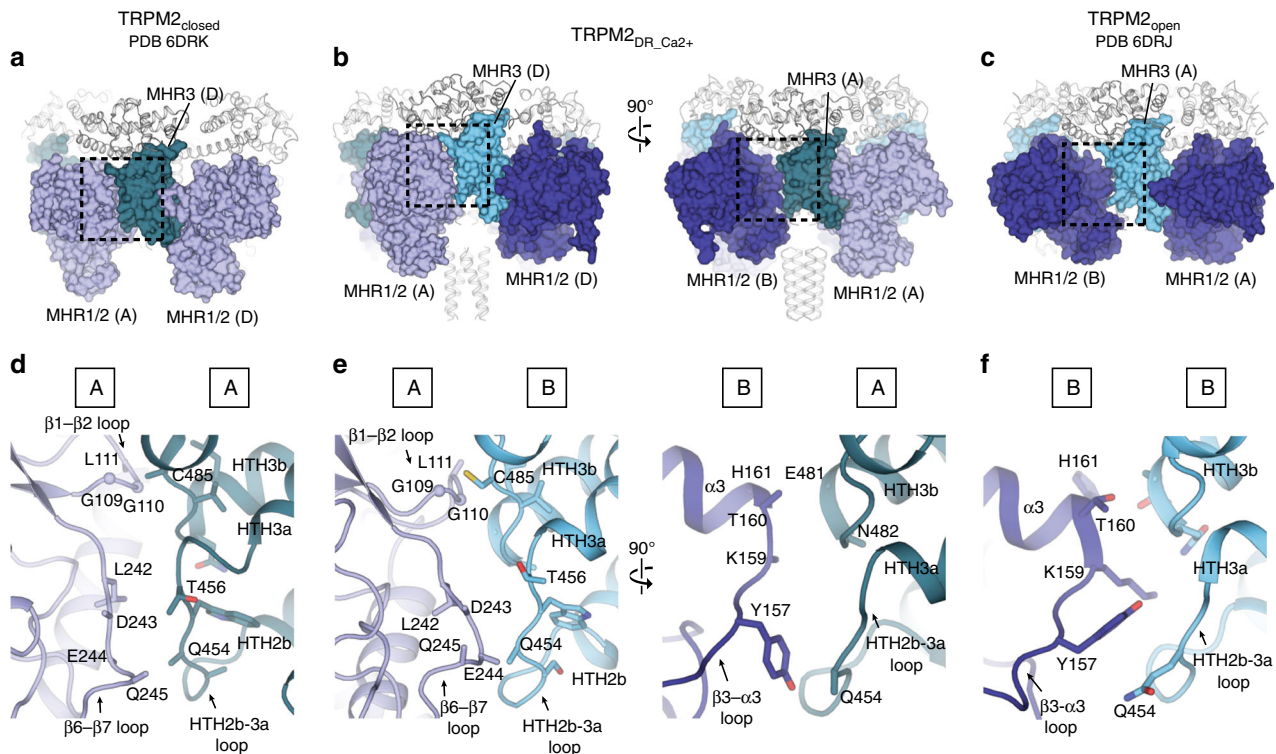 TRPM2closed
PDB 6DRK
TRPM2DR_Ca2+
TRPM2open
PDB 6DRJ
a
MHR3 (D)
MHR1/2 (A)
MHR1/2 (D)
b
MHR3 (D)
MHR1/2 (A)
MHR1/2 (D)
90°
MHR3 (A)
MHR1/2 (B)
MHR1/2 (A)
c
MHR3 (A)
MHR1/2 (B)
MHR1/2 (A)
d
A
A
β1–β2 loop
L111
C485
HTH3b
G109
G110
HTH3a
L242
T456
D243
HTH2b
E244
Q454
Q245
β6–β7 loop
HTH2b-3a
loop
e
A
B
β1–β2 loop
L111
C485
HTH3b
G109
G110
HTH3a
T456
L242
D243
Q245
Q454
E244
HTH2b
β6–β7
loop
HTH2b-3a
loop
90°
B
A
H161
E481
α3
HTH3b
T160
N482
HTH3a
K159
Y157
HTH2b-3a
loop
β3–α3
loop
Q454
f
B
B
H161
HTH3b
α3
T160
HTH3a
K159
Y157
HTH2b-3a
loop
β3-α3
loop
Q454